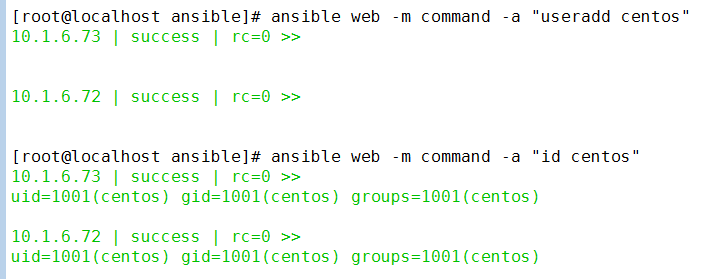 [root@localhost ansible]# ansible web -m command -a "useradd centos"
10.1.6.73 | success | rc=0 >>
10.1.6.72 | success | rc=0 >>
[root@localhost ansible]# ansible web -m command -a "id centos"
10.1.6.73 | success | rc=0 >>
uid=1001(centos) gid=1001(centos) groups=1001(centos)
10.1.6.72 | success | rc=0 >>
uid=1001(centos) gid=1001(centos) groups=1001(centos)